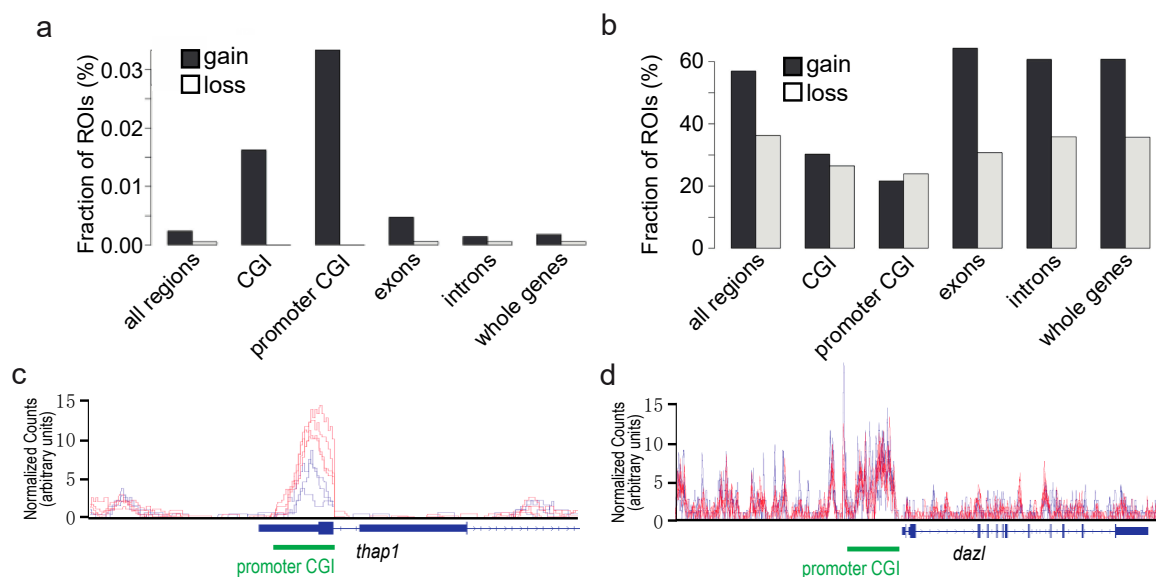 a
gain
loss
Fraction of ROIs (%)
0.03
0.02
0.01
0.00
all regions
CGI
promoter CGI
exons
introns
whole genes
b
gain
loss
Fraction of ROIs (%)
60
40
20
0
all regions
CGI
promoter CGI
exons
introns
whole genes
c
Normalized Counts
(arbitrary units)
15
10
5
0
thap1
promoter CGI
d
Normalized Counts
(arbitrary units)
15
10
5
0
dazl
promoter CGI